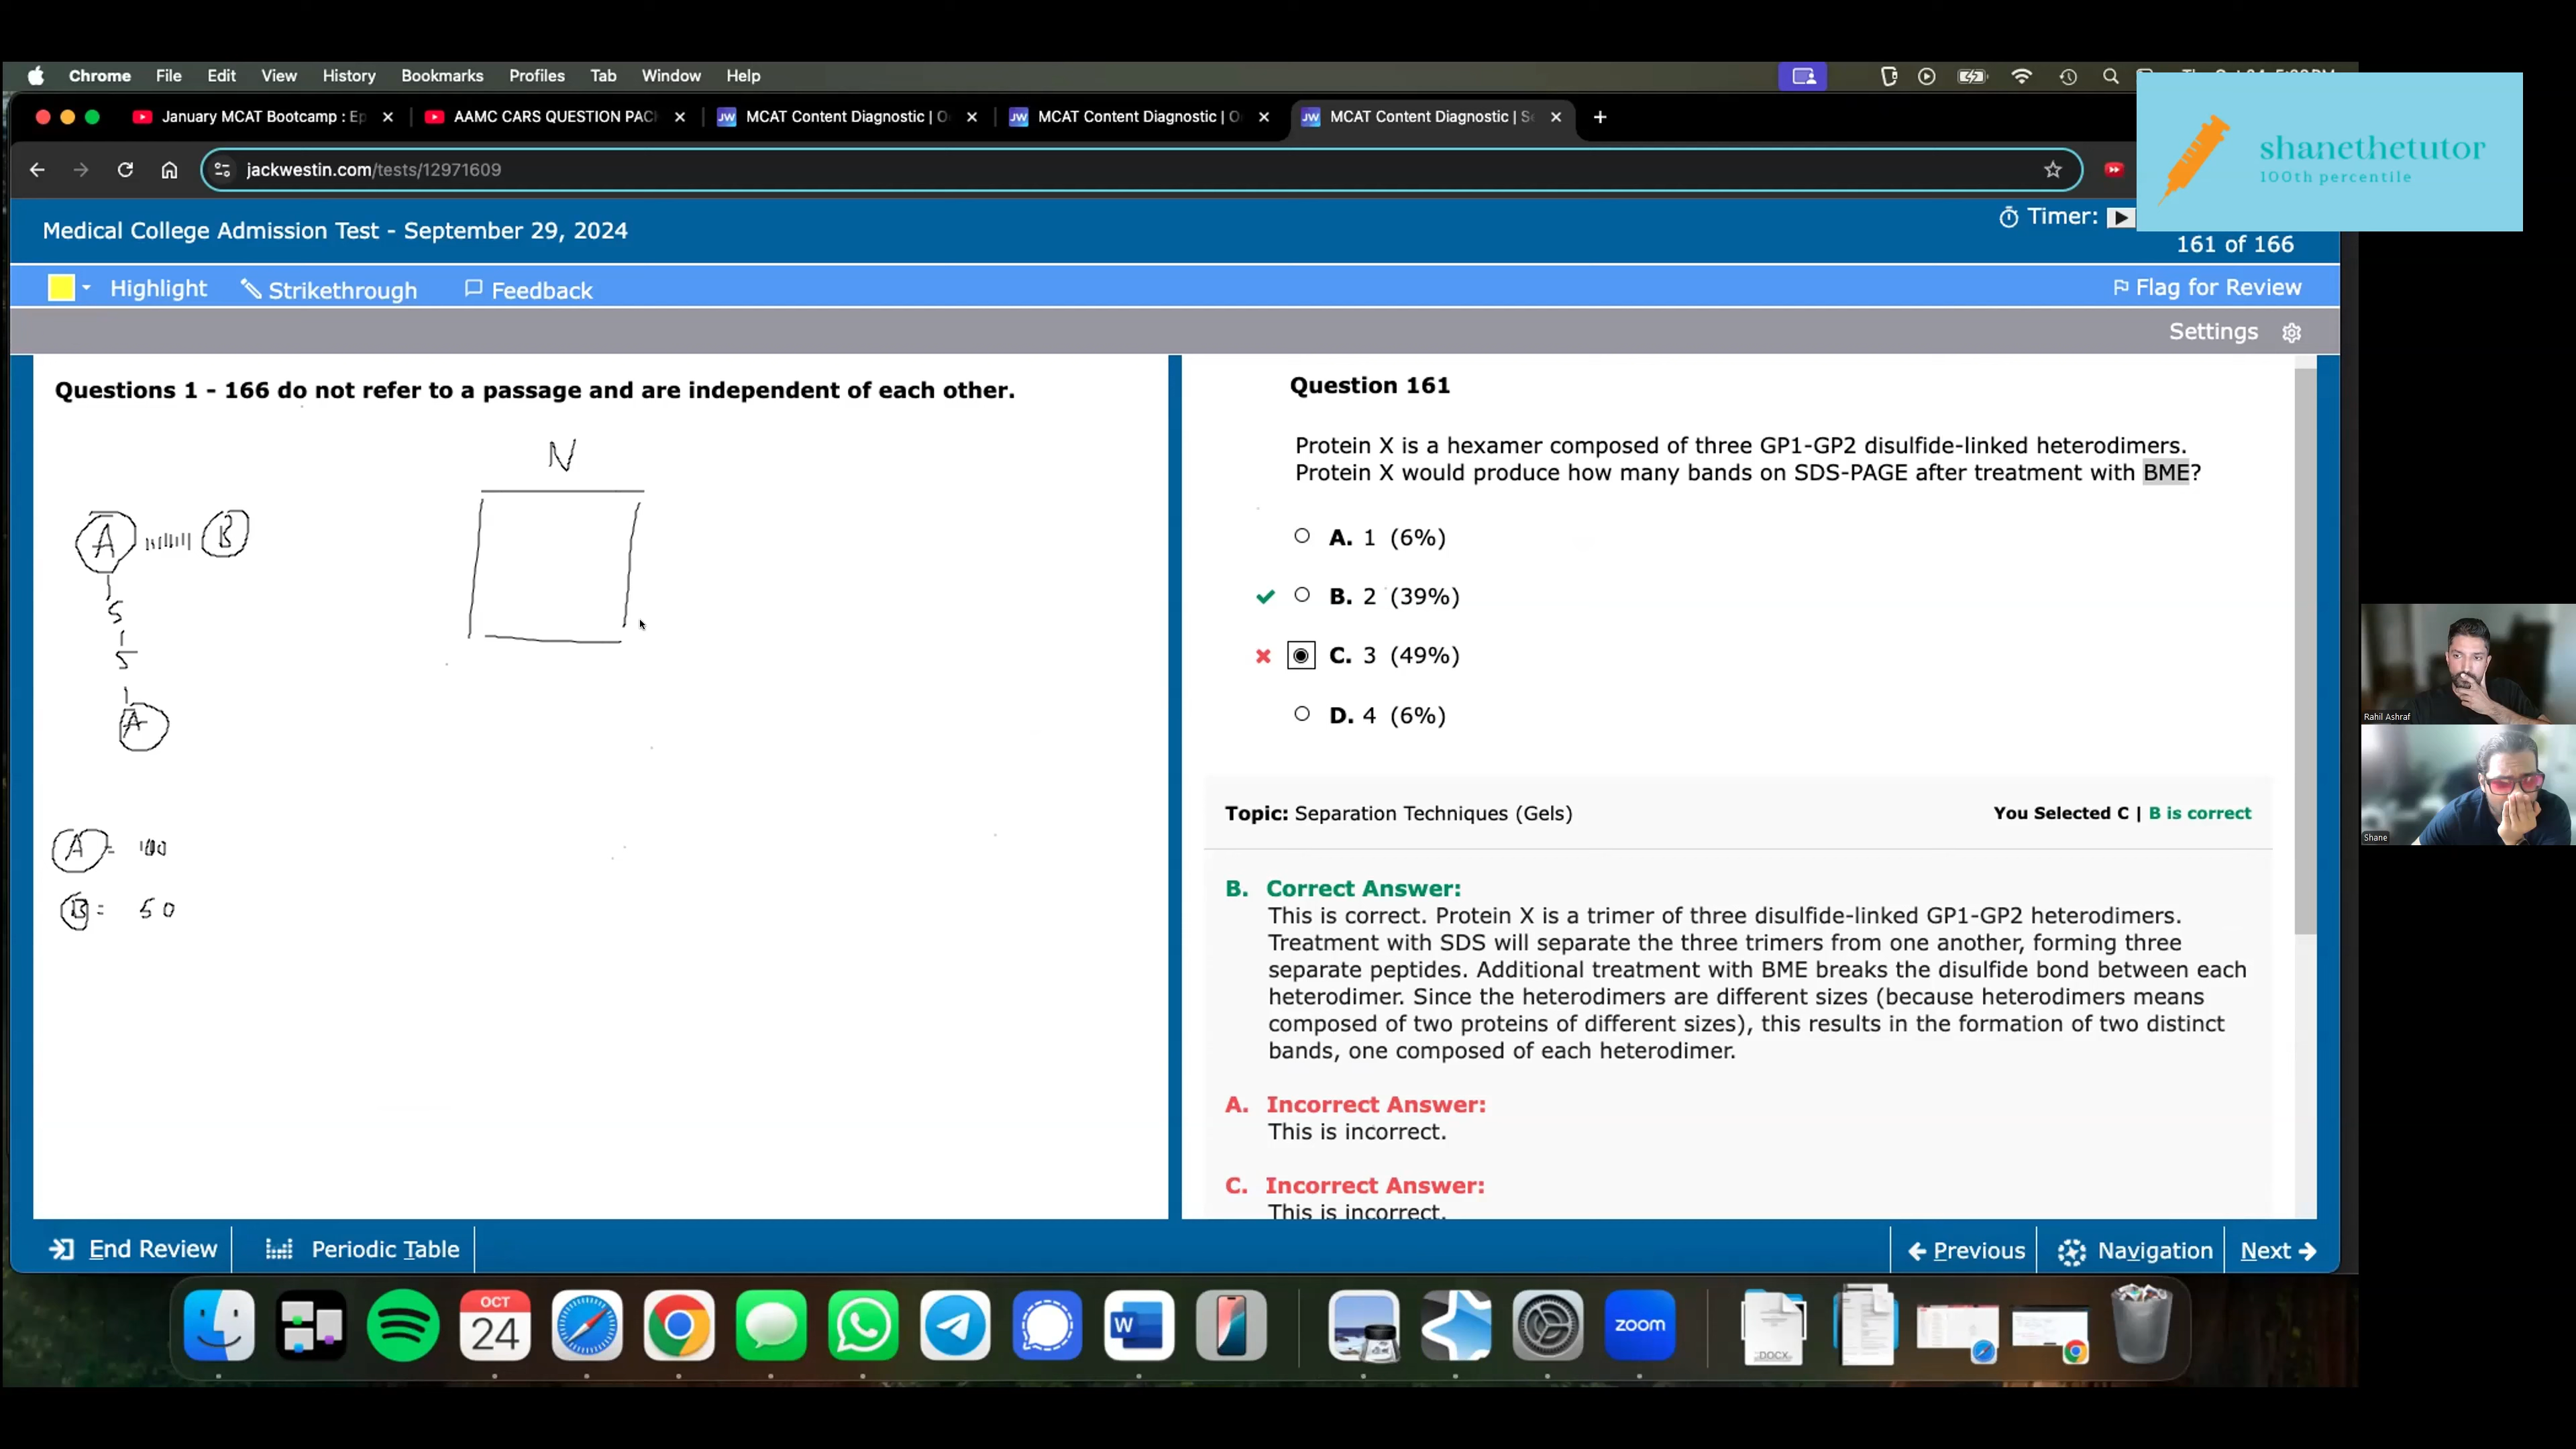 Chrome File Edit View History Bookmarks Profiles Tab Window Help
January MCAT Bootcamp : Ep
AAMC CARS QUESTION PAC
MCAT Content Diagnostic | O
MCAT Content Diagnostic | O
MCAT Content Diagnostic | Se
jackwestin.com/tests/12971609
shanethetutor
100th percentile
Medical College Admission Test - September 29, 2024
Timer:
161 of 166
Highlight Strikethrough Feedback
Flag for Review
Settings
Questions 1 - 166 do not refer to a passage and are independent of each other.
N
A B
S
S
A
A = 100
B = 50
Question 161
Protein X is a hexamer composed of three GP1-GP2 disulfide-linked heterodimers.
Protein X would produce how many bands on SDS-PAGE after treatment with BME?
A. 1 (6%)
B. 2 (39%)
C. 3 (49%)
D. 4 (6%)
Topic: Separation Techniques (Gels)
You Selected C | B is correct
B. Correct Answer:
This is correct. Protein X is a trimer of three disulfide-linked GP1-GP2 heterodimers.
Treatment with SDS will separate the three trimers from one another, forming three
separate peptides. Additional treatment with BME breaks the disulfide bond between each
heterodimer. Since the heterodimers are different sizes (because heterodimers means
composed of two proteins of different sizes), this results in the formation of two distinct
bands, one composed of each heterodimer.
A. Incorrect Answer:
This is incorrect.
C. Incorrect Answer:
This is incorrect.
Rahil Ashraf
Shane
End Review Periodic Table
Previous Navigation Next
OCT
24
W
zoom
DOCX